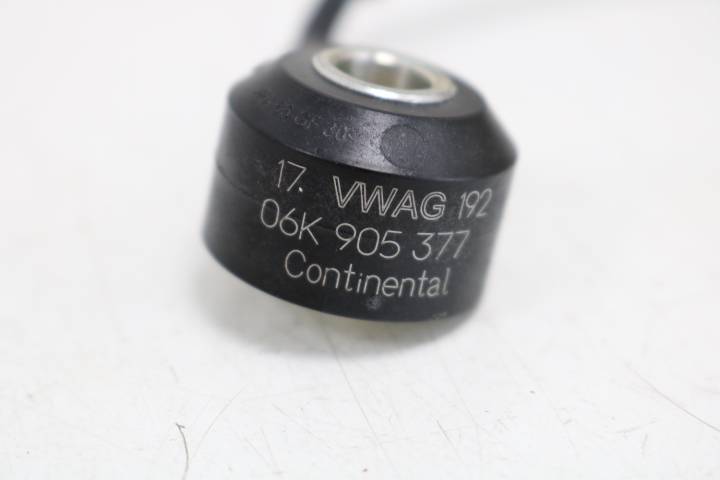 17. VWAG 192
06K 905 377
Continental